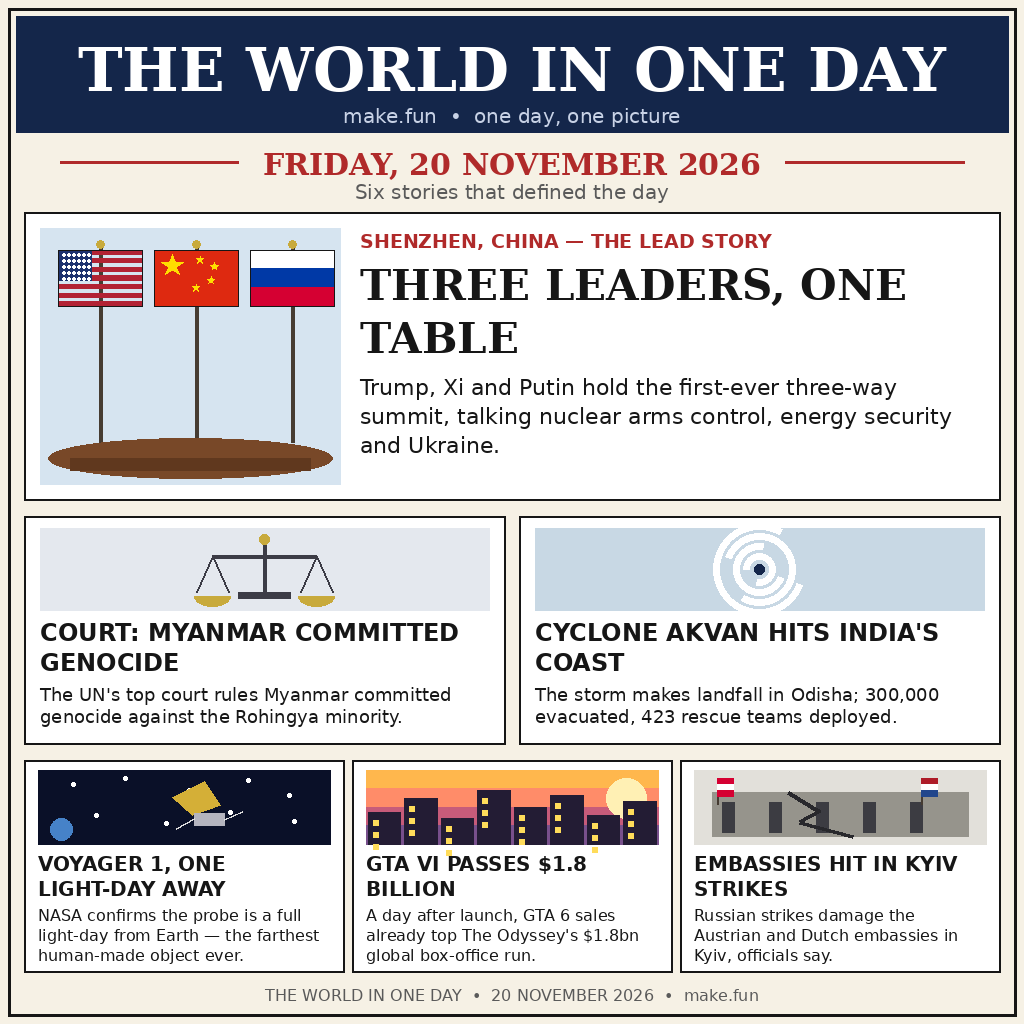 THE WORLD IN ONE DAY
make.fun • one day, one picture
FRIDAY, 20 NOVEMBER 2026
Six stories that defined the day
SHENZHEN, CHINA — THE LEAD STORY
THREE LEADERS, ONE
TABLE
Trump, Xi and Putin hold the first-ever three-way
summit, talking nuclear arms control, energy security
and Ukraine.
COURT: MYANMAR COMMITTED
GENOCIDE
The UN's top court rules Myanmar committed
genocide against the Rohingya minority.
CYCLONE AKVAN HITS INDIA'S
COAST
The storm makes landfall in Odisha; 300,000
evacuated, 423 rescue teams deployed.
VOYAGER 1, ONE
LIGHT-DAY AWAY
NASA confirms the probe is a full
light-day from Earth — the farthest
human-made object ever.
GTA VI PASSES $1.8
BILLION
A day after launch, GTA 6 sales
already top The Odyssey's $1.8bn
global box-office run.
EMBASSIES HIT IN KYIV
STRIKES
Russian strikes damage the
Austrian and Dutch embassies in
Kyiv, officials say.
THE WORLD IN ONE DAY • 20 NOVEMBER 2026 • make.fun